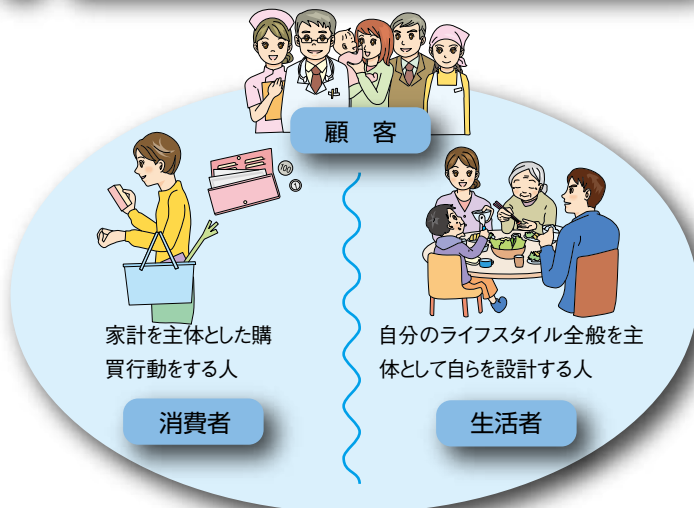 顧 客
100
1
家計を主体とした購
買行動をする人
消費者
自分のライフスタイル全般を主
体として自らを設計する人
生活者